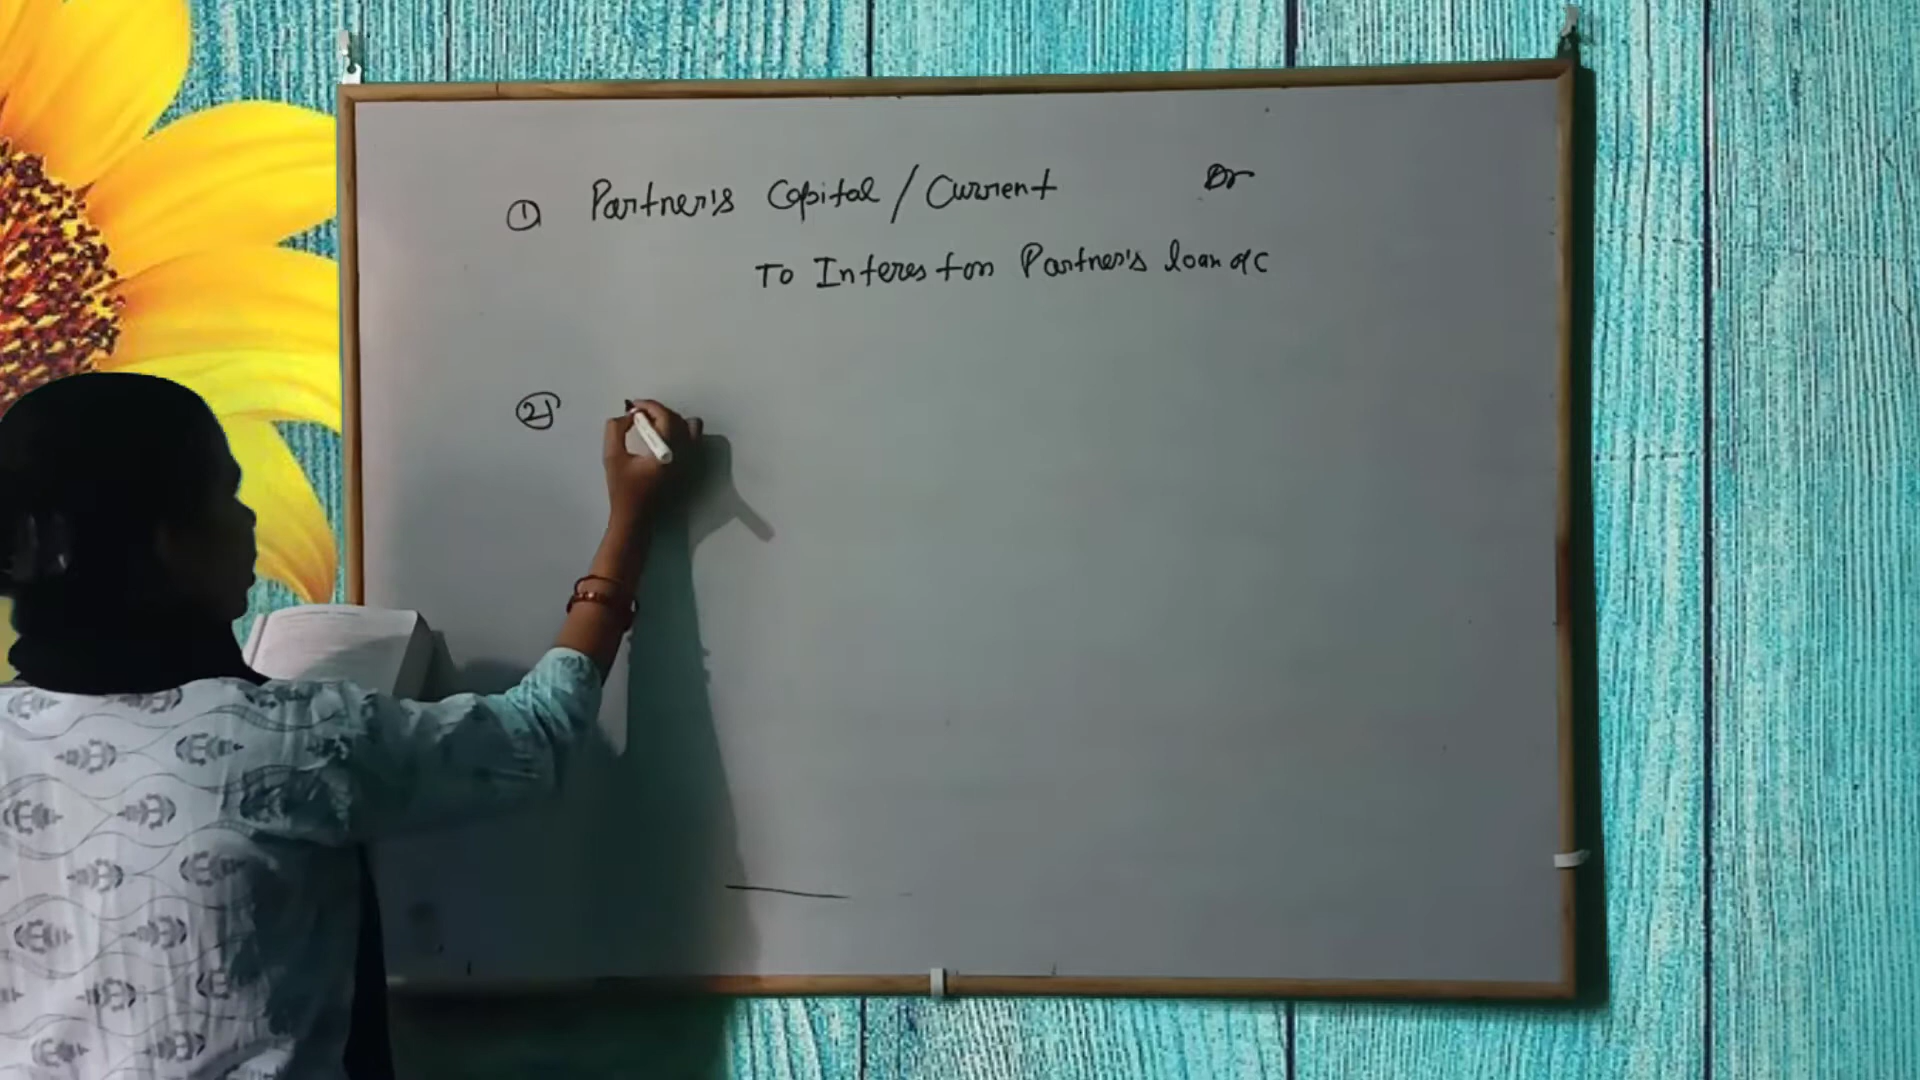 ① Partner's Capital / Current Dr
To Interest on Partner's loan a/c
②